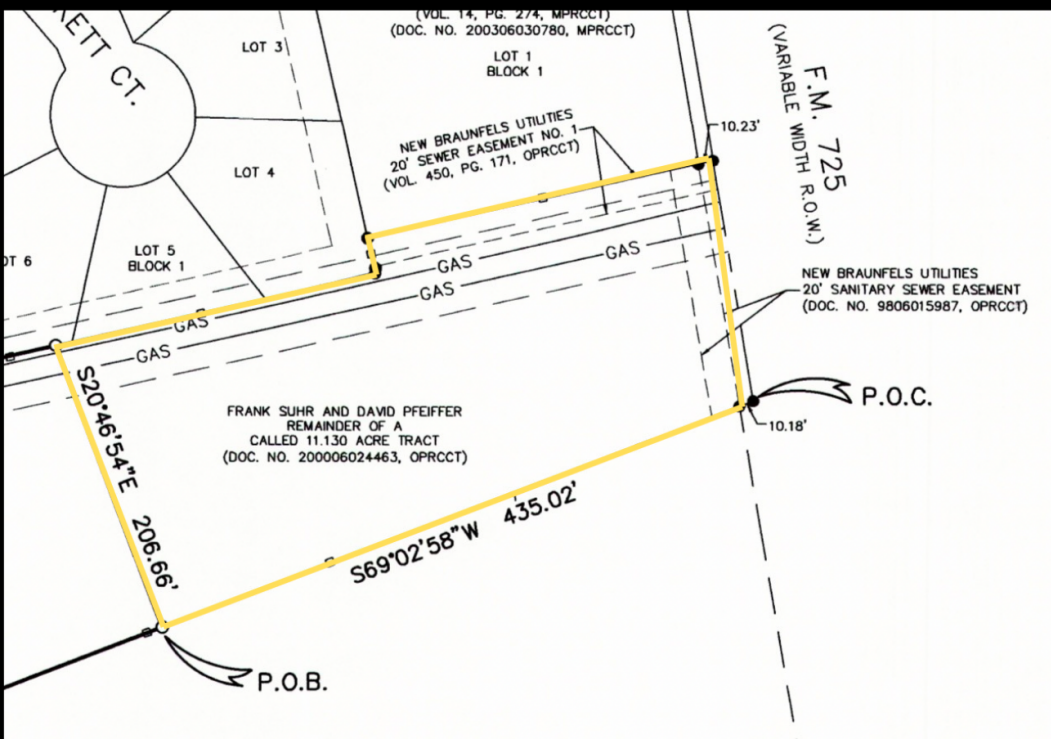 (VOL. 14, PG. 274, MPRCCT)
(DOC. NO. 200306030780, MPRCCT)
LOT 1
BLOCK 1
LOT 3
KETT CT.
F.M. 725
(VARIABLE WIDTH R.O.W.)
10.23'
NEW BRAUNFELS UTILITIES
20' SEWER EASEMENT NO. 1
(VOL. 450, PG. 171, OPRCCT)
LOT 4
LOT 5
BLOCK 1
OT 6
GAS
GAS
GAS
GAS
GAS
NEW BRAUNFELS UTILITIES
20' SANITARY SEWER EASEMENT
(DOC. NO. 9806015987, OPRCCT)
S20°46'54"E 206.66'
FRANK SUHR AND DAVID PFEIFFER
REMAINDER OF A
CALLED 11.130 ACRE TRACT
(DOC. NO. 200006024463, OPRCCT)
P.O.C.
10.18'
S69°02'58"W 435.02'
P.O.B.